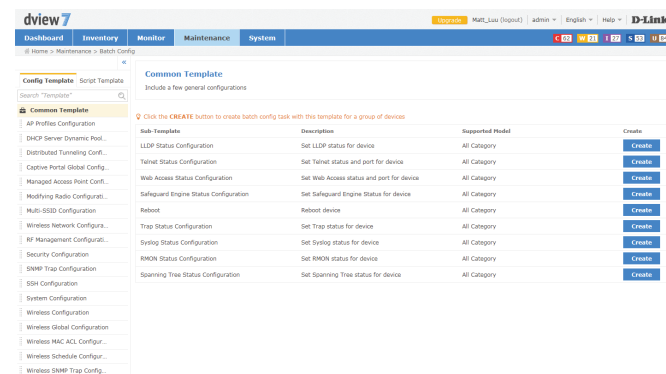 dview 7
Upgrade Matt_Luu (logout) admin English Help D-Link
Dashboard Inventory Monitor Maintenance System
C 62 W 21 I 27 S 53 U
Home > Maintenance > Batch Config
«
Config Template Script Template
Search "Template"
Common Template
AP Profiles Configuration
DHCP Server Dynamic Pool...
Distributed Tunneling Confi...
Captive Portal Global Config...
Managed Access Point Confi...
Modifying Radio Configurati...
Multi-SSID Configuration
Wireless Network Configura...
RF Management Configurati...
Security Configuration
SNMP Trap Configuration
SSH Configuration
System Configuration
Wireless Configuration
Wireless Global Configuration
Wireless MAC ACL Configur...
Wireless Schedule Configur...
Wireless SNMP Trap Config...
Common Template
Include a few general configurations
Click the CREATE button to create batch config task with this template for a group of devices
Sub-Template Description Supported Model Create
LLDP Status Configuration Set LLDP status for device All Category Create
Telnet Status Configuration Set Telnet status and port for device All Category Create
Web Access Status Configuration Set Web Access status and port for device All Category Create
Safeguard Engine Status Configuration Set Safeguard Engine Status for device All Category Create
Reboot Reboot device All Category Create
Trap Status Configuration Set Trap status for device All Category Create
Syslog Status Configuration Set Syslog status for device All Category Create
RMON Status Configuration Set RMON status for device All Category Create
Spanning Tree Status Configuration Set Spanning Tree status for device All Category Create